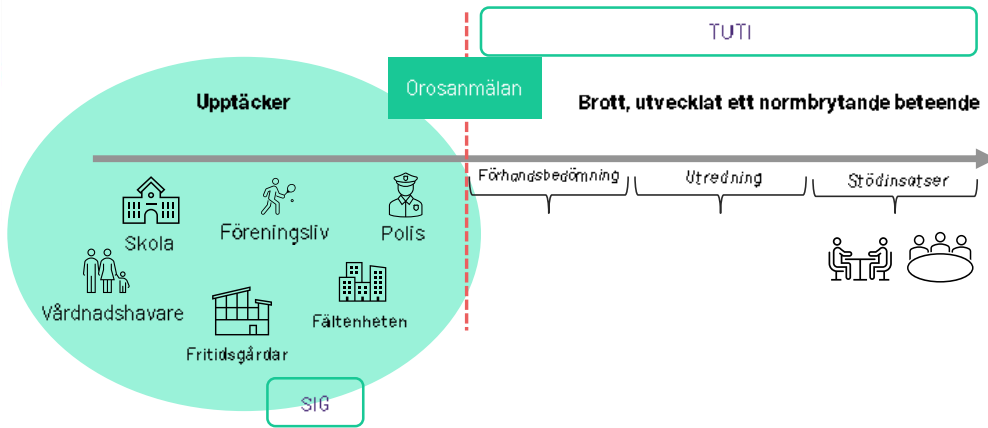 TUTI
Orosanmälan
Upptäcker
Brott, utvecklat ett normbrytande beteende
Förhandsbedömning
Utredning
Stödinsatser
Skola
Föreningsliv
Polis
Vårdnadshavare
Fältenheten
Fritidsgårdar
SIG